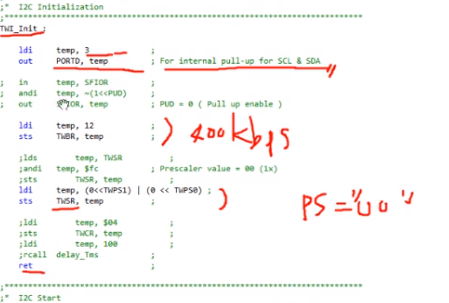 ;* I2C Initialization
;*******************************************************************
TWI_Init :
ldi temp, 3 ;
out PORTD, temp ; For internal pull-up for SCL & SDA
; in temp, SFIOR ;
; andi temp, ~(1<<PUD) ;
; out temp ; PUD = 0 ( Pull up enable )
ldi temp, 12 ;
sts TWBR, temp ; ) 400kbps
;lds temp, TWSR ;
;andi temp, $fc ; Prescaler value = 00 (1x)
;sts TWSR, temp ;
ldi temp, (0<<TWPS1) | (0 << TWPS0) ;
sts TWSR, temp ; ) PS = "00"
;ldi temp, $04 ;
;sts TWCR, temp ;
;ldi temp, 100 ;
;rcall delay_Tms ;
ret ;
;*******************************************************************
;* I2C Start